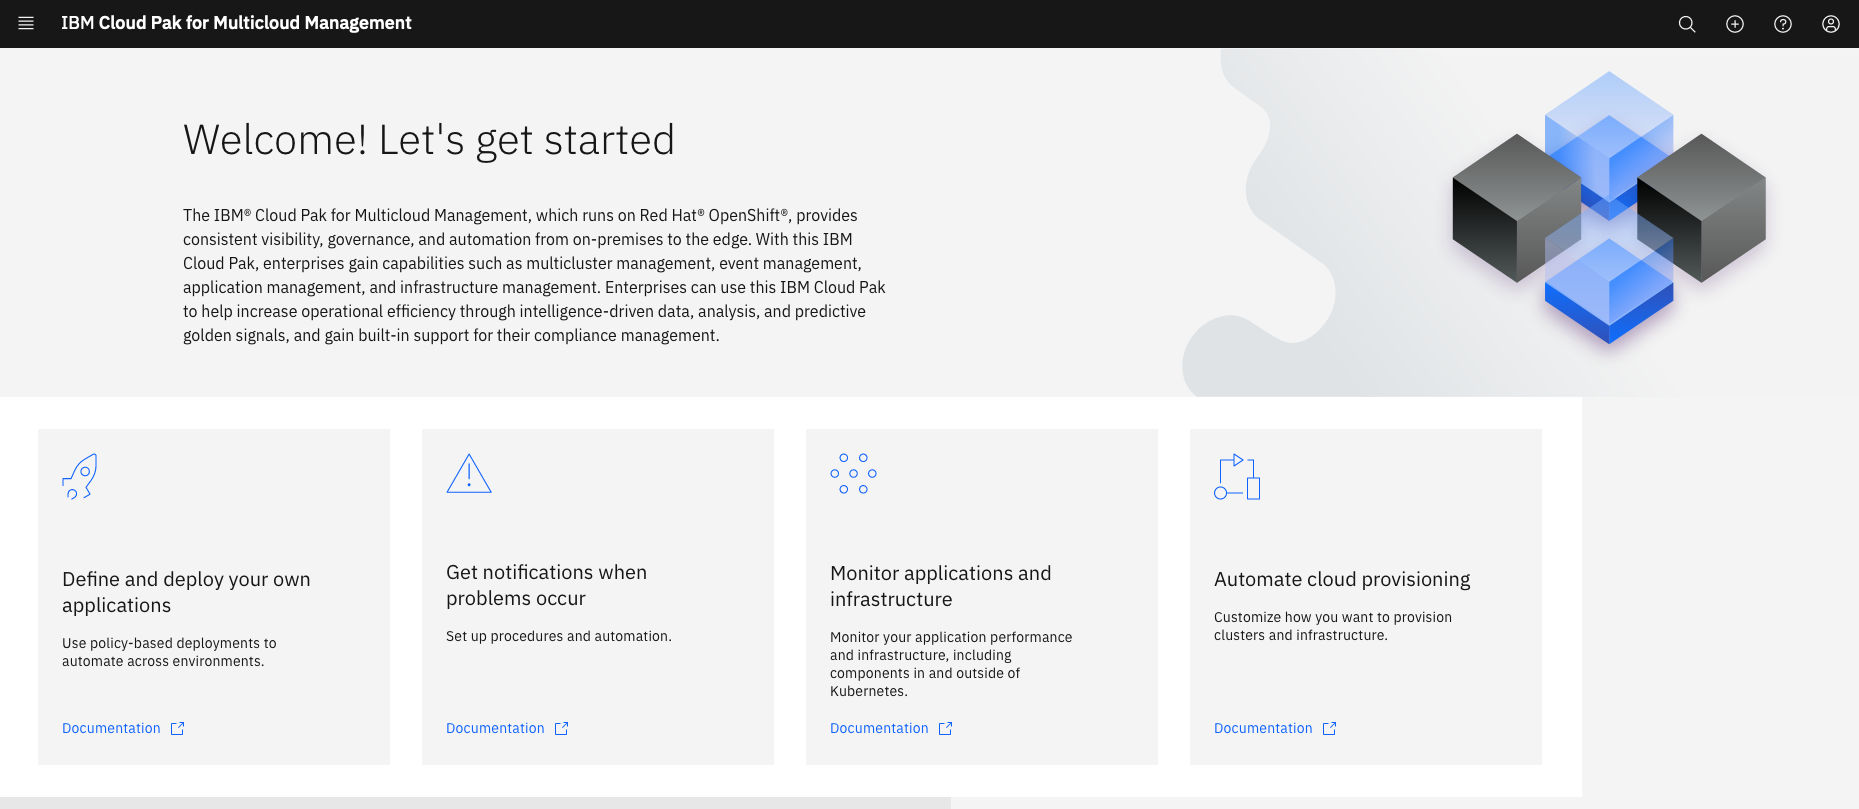 IBM Cloud Pak for Multicloud Management
Welcome! Let's get started
The IBM® Cloud Pak for Multicloud Management, which runs on Red Hat® OpenShift®, provides
consistent visibility, governance, and automation from on-premises to the edge. With this IBM
Cloud Pak, enterprises gain capabilities such as multicluster management, event management,
application management, and infrastructure management. Enterprises can use this IBM Cloud Pak
to help increase operational efficiency through intelligence-driven data, analysis, and predictive
golden signals, and gain built-in support for their compliance management.
Define and deploy your own
applications
Use policy-based deployments to
automate across environments.
Documentation
Get notifications when
problems occur
Set up procedures and automation.
Documentation
Monitor applications and
infrastructure
Monitor your application performance
and infrastructure, including
components in and outside of
Kubernetes.
Documentation
Automate cloud provisioning
Customize how you want to provision
clusters and infrastructure.
Documentation